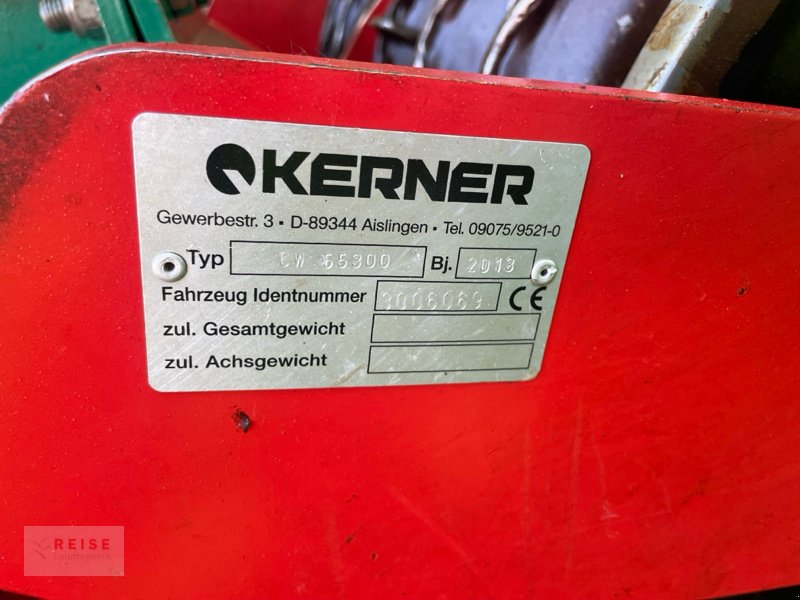 KERNER
Gewerbestr. 3 • D-89344 Aislingen • Tel. 09075/9521-0
Typ CW 55300 Bj. 2013
Fahrzeug Identnummer 3006069 CE
zul. Gesamtgewicht
zul. Achsgewicht
REISE
Landtechnik